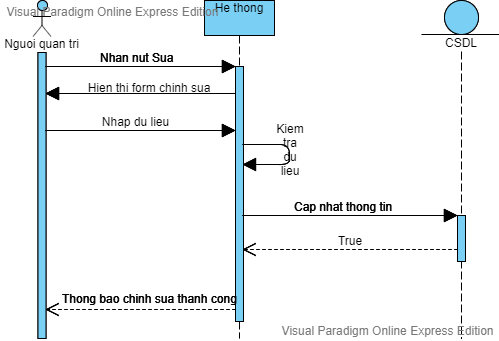 Visual Paradigm Online Express Edition
He thong
Nguoi quan tri
CSDL
Nhan nut Sua
Hien thi form chinh sua
Nhap du lieu
Kiem
tra
du
lieu
Cap nhat thong tin
True
Thong bao chinh sua thanh cong
Visual Paradigm Online Express Edition